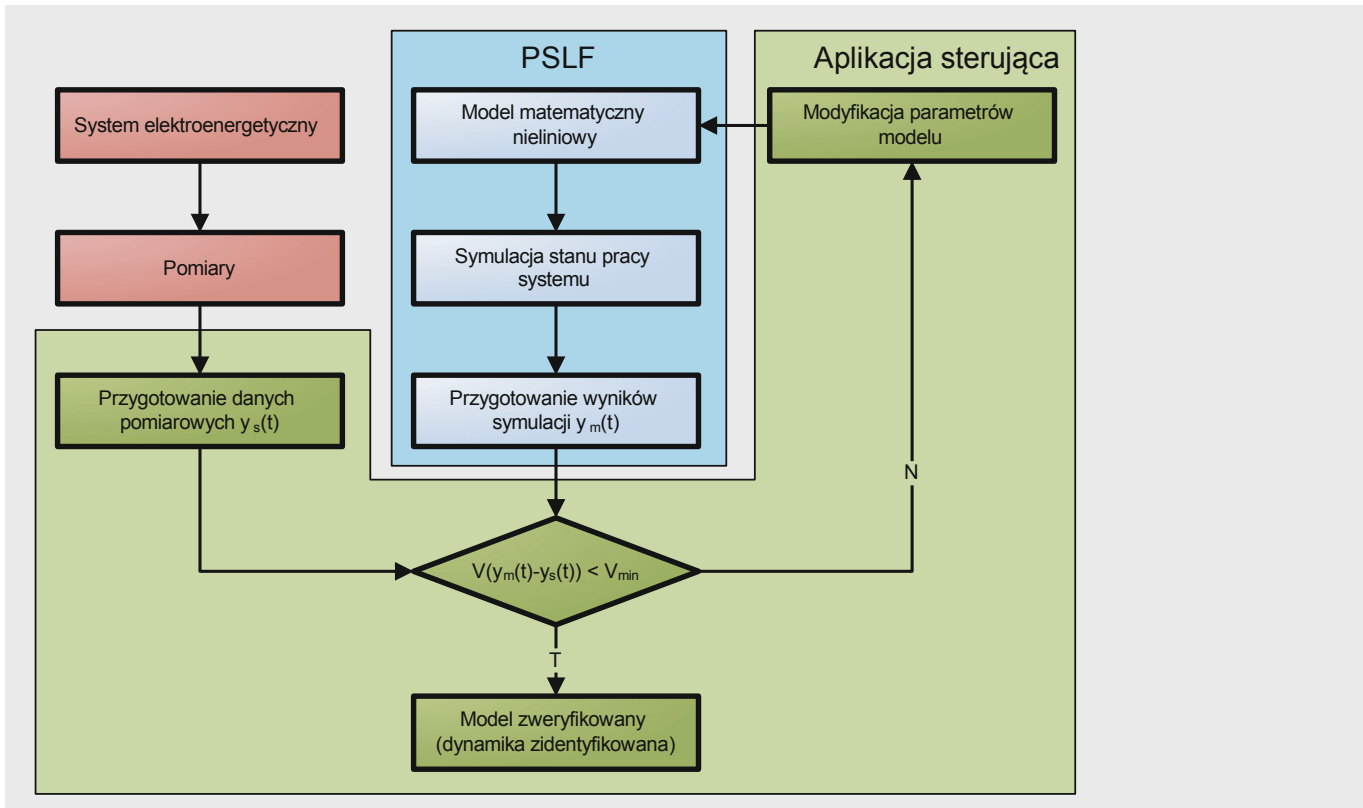 PSLF
Aplikacja sterująca
System elektroenergetyczny
Model matematyczny
nieliniowy
Modyfikacja parametrów
modelu
Pomiary
Symulacja stanu pracy
systemu
Przygotowanie danych
pomiarowych y s(t)
Przygotowanie wyników
symulacji y m(t)
N
V(ym(t)-ys(t)) < Vmin
T
Model zweryfikowany
(dynamika zidentyfikowana)